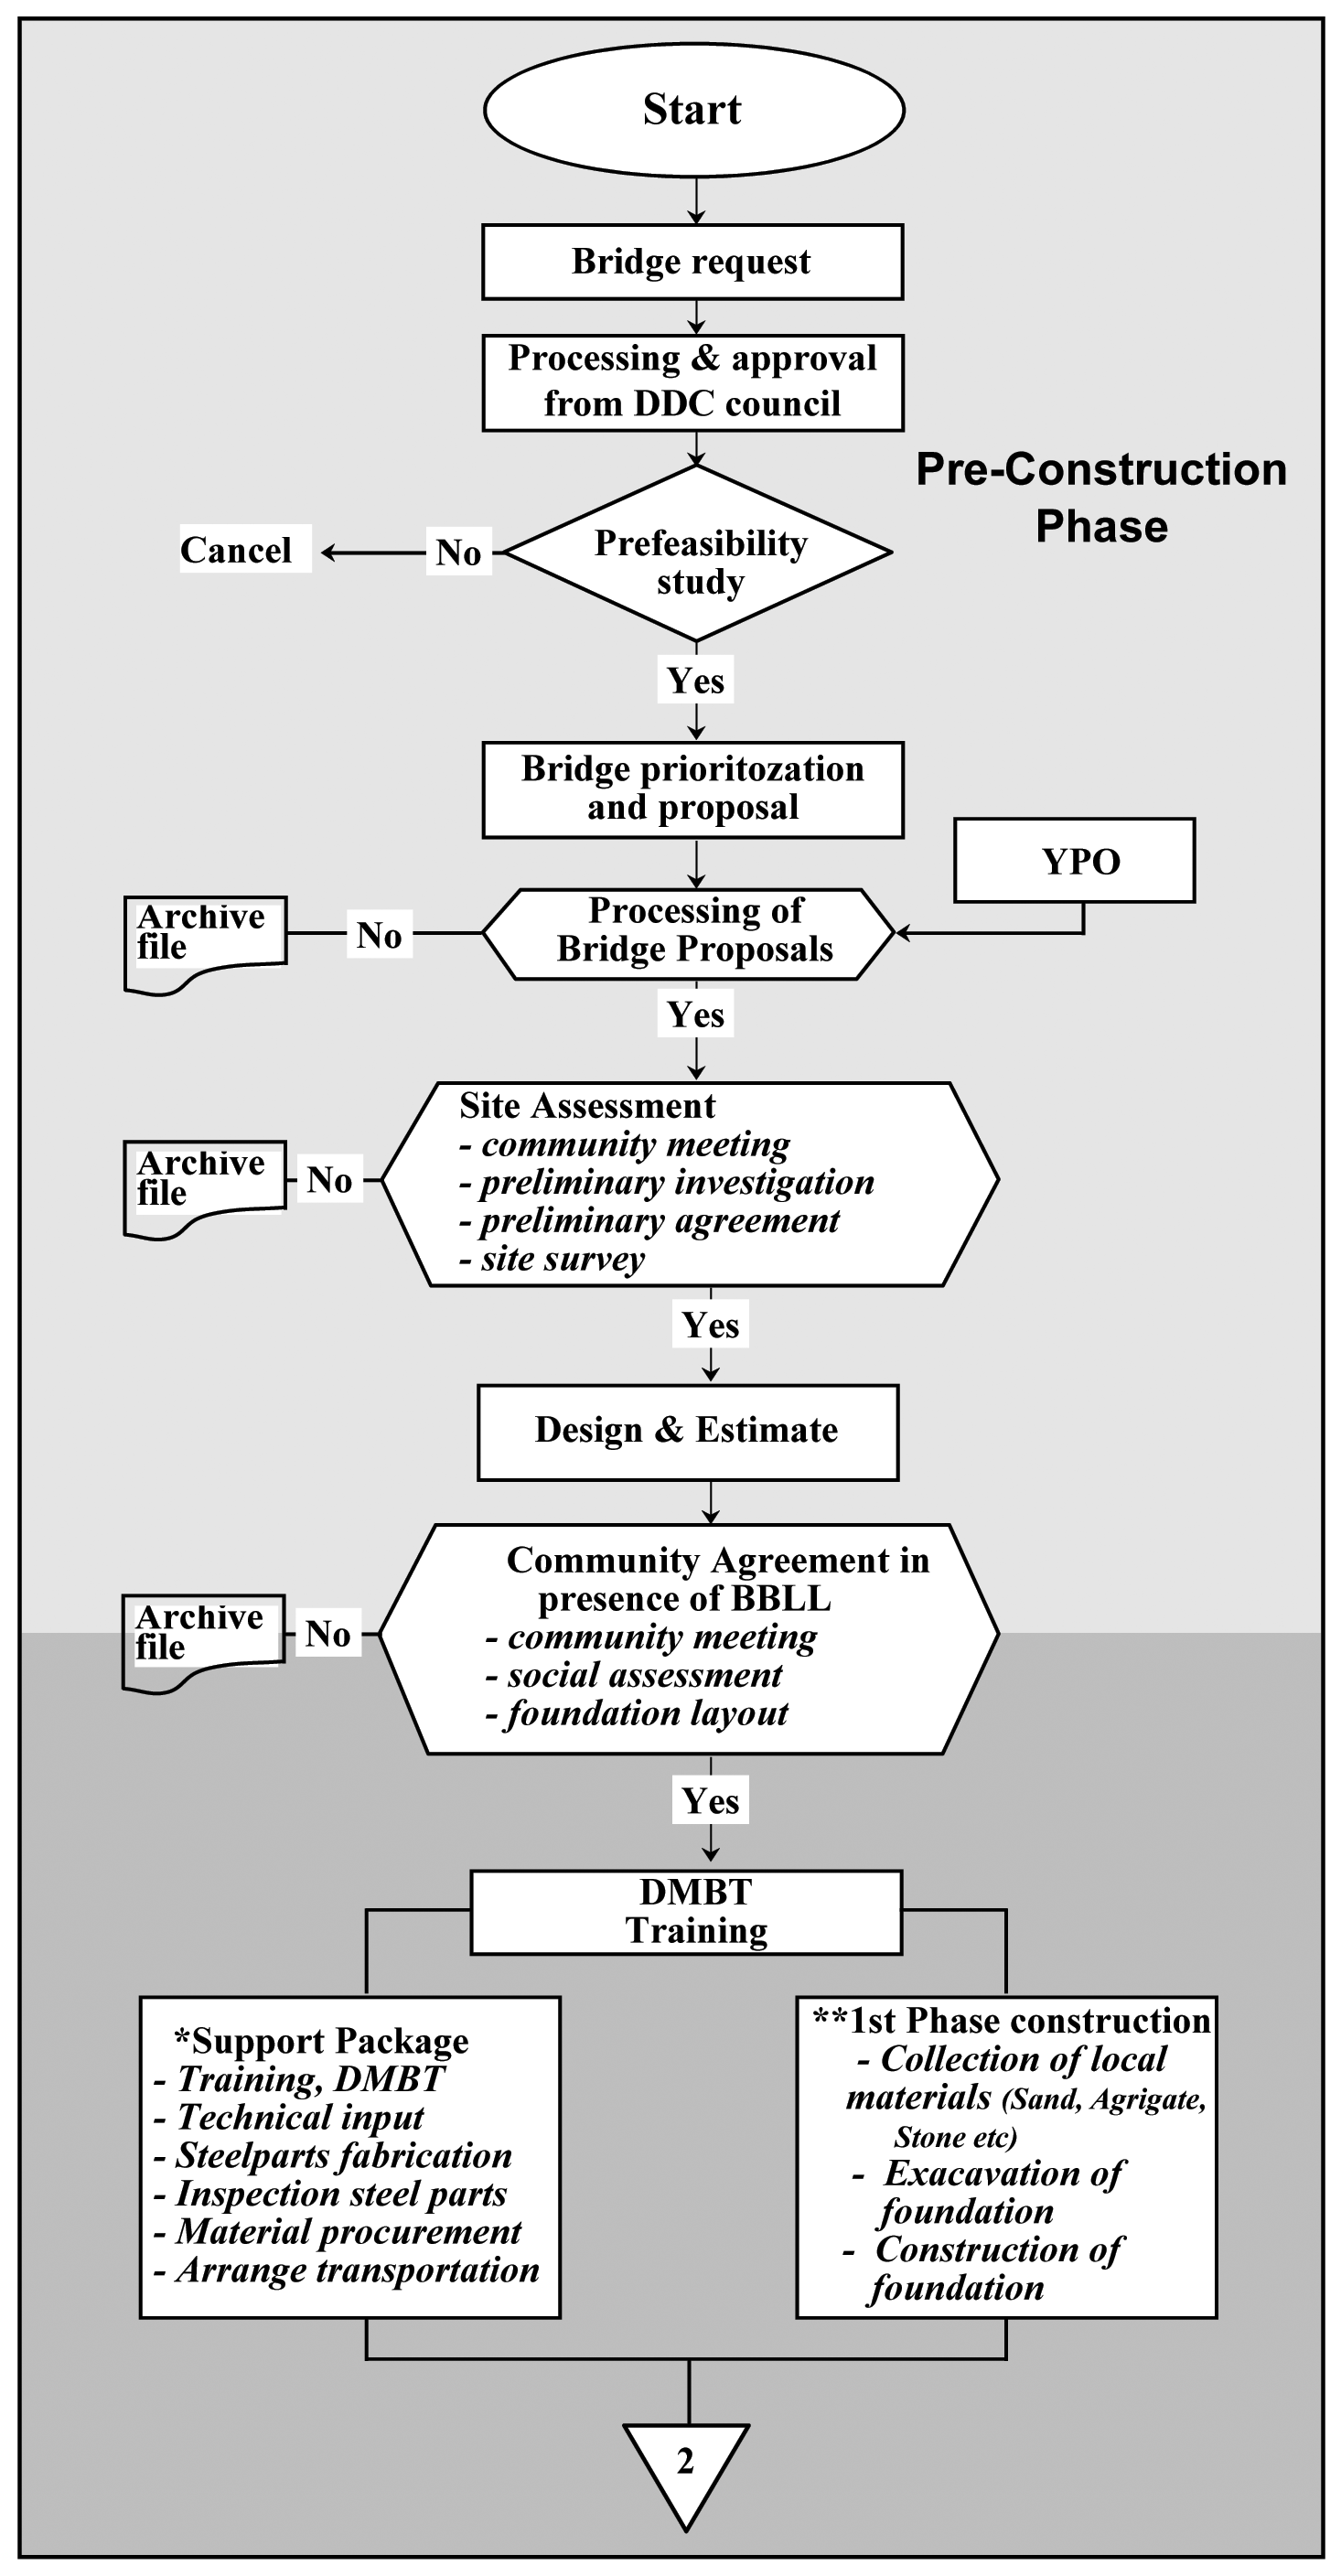 Start
Bridge request
Processing & approval
from DDC council
Pre-Construction
Phase
Prefeasibility
study
No
Cancel
Yes
Bridge prioritozation
and proposal
YPO
Processing of
Bridge Proposals
No
Archive
file
Yes
Site Assessment
- community meeting
- preliminary investigation
- preliminary agreement
- site survey
No
Archive
file
Yes
Design & Estimate
Community Agreement in
presence of BBLL
- community meeting
- social assessment
- foundation layout
No
Archive
file
Yes
DMBT
Training
*Support Package
- Training, DMBT
- Technical input
- Steelparts fabrication
- Inspection steel parts
- Material procurement
- Arrange transportation
**1st Phase construction
- Collection of local
materials (Sand, Agrigate,
Stone etc)
- Exacavation of
foundation
- Construction of
foundation
2